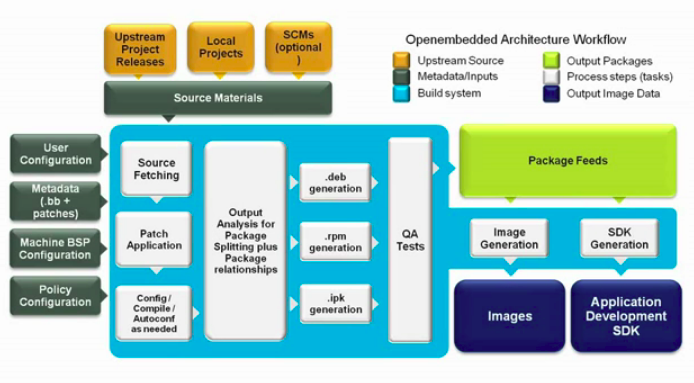 Upstream
Project
Releases
Local
Projects
SCMs
(optional
)
Openembedded Architecture Workflow
Upstream Source
Metadata/Inputs
Build system
Output Packages
Process steps (tasks)
Output Image Data
Source Materials
User
Configuration
Metadata
(.bb +
patches)
Machine BSP
Configuration
Policy
Configuration
Source
Fetching
Patch
Application
Config /
Compile /
Autoconf
as needed
Output
Analysis for
Package
Splitting plus
Package
relationships
.deb
generation
.rpm
generation
.ipk
generation
QA
Tests
Package Feeds
Image
Generation
SDK
Generation
Images
Application
Development
SDK